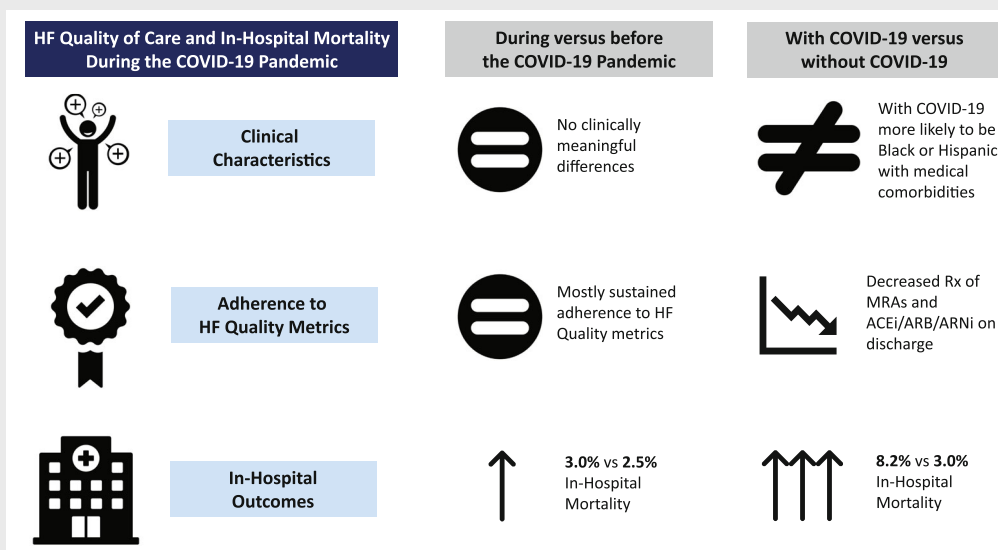 HF Quality of Care and In-Hospital Mortality
During the COVID-19 Pandemic
During versus before
the COVID-19 Pandemic
With COVID-19 versus
without COVID-19
Clinical
Characteristics
No clinically
meaningful
differences
With COVID-19
more likely to be
Black or Hispanic
with medical
comorbidities
Adherence to
HF Quality Metrics
Mostly sustained
adherence to HF
Quality metrics
Decreased Rx of
MRAs and
ACEi/ARB/ARNi on
discharge
In-Hospital
Outcomes
3.0% vs 2.5%
In-Hospital
Mortality
8.2% vs 3.0%
In-Hospital
Mortality